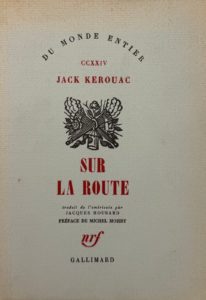 DU MONDE ENTIER
CCXXIV
JACK KEROUAC
SUR
LA ROUTE
traduit de l'américain par
JACQUES HOUBARD
PRÉFACE DE MICHEL MOHRT
nrf
GALLIMARD